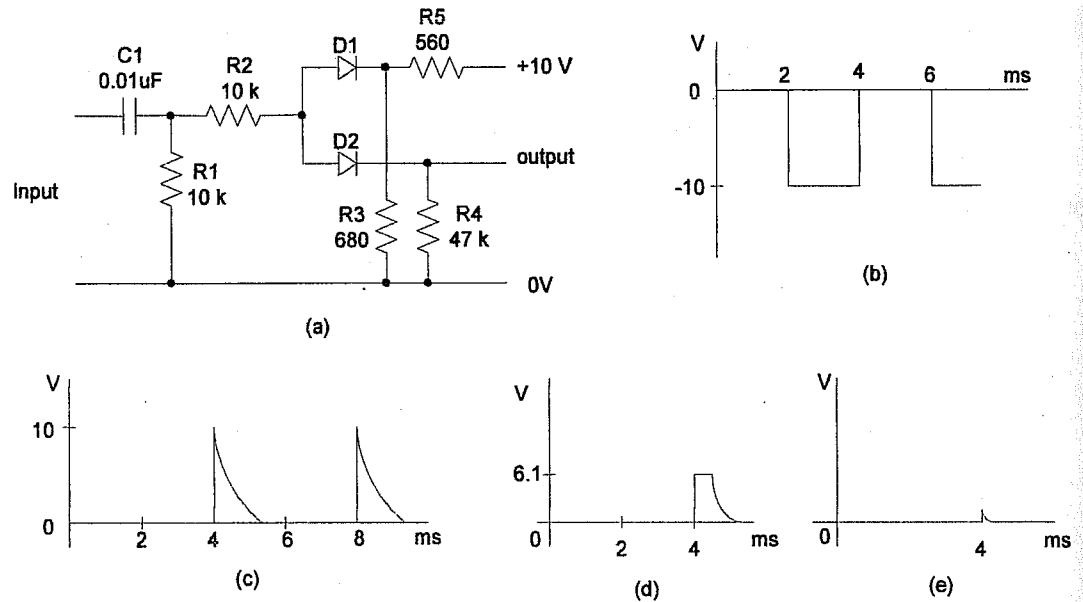 R5
560
+10 V
C1
0.01uF
R2
10 k
D1
D2
output
Input
R1
10 k
R3
680
R4
47 k
0V
(a)
V
2 4 6 ms
0
-10
(b)
V
10
0
2 4 6 8 ms
(c)
V
6.1
0
2 4 ms
(d)
V
0
4 ms
(e)